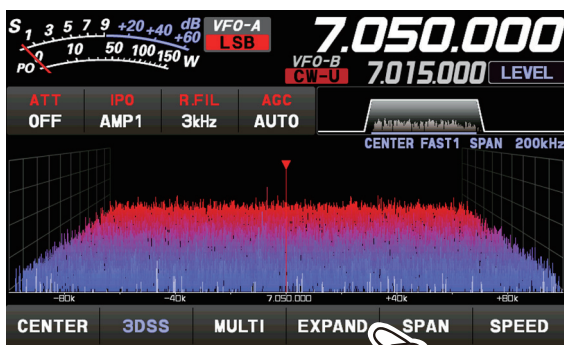 S 1 3 5 7 9 +20 +40 +60 dB
PO 0 10 50 100 150 W
VFO-A
LSB
7.050.000
VFO-B
CW-U
7.015.000
LEVEL
ATT IPO R.FIL AGC
OFF AMP1 3kHz AUTO
CENTER FAST1 SPAN 200kHz
-80k -40k 7.050.000 +40k +80k
CENTER 3DSS MULTI EXPAND SPAN SPEED